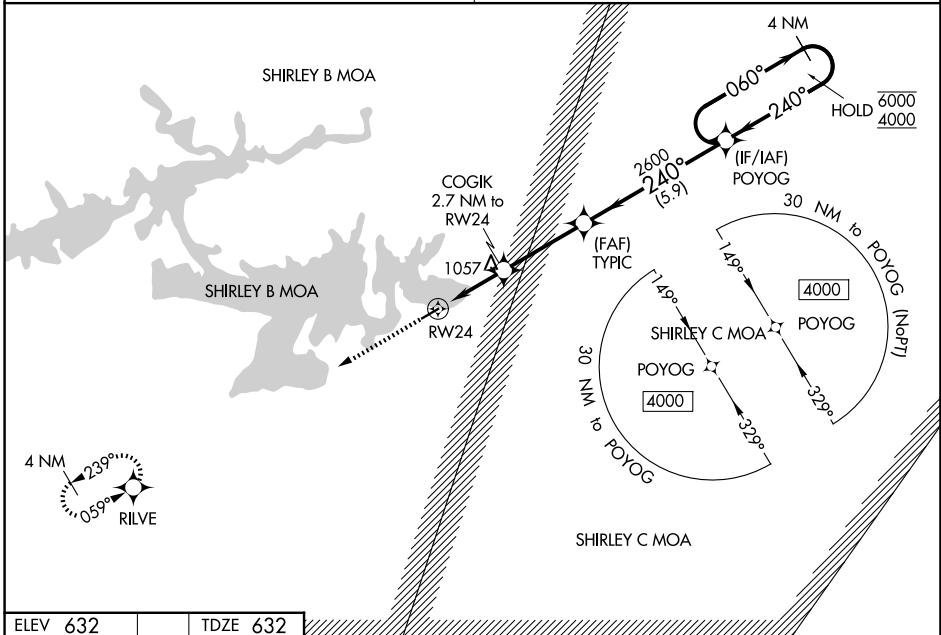 4 NM
SHIRLEY B MOA
060°
240°
HOLD
6000
4000
(IF/IAF)
POYOG
2600
240°
(5.9)
COGIK
2.7 NM to
RW24
(FAF)
TYPIC
1057
SHIRLEY B MOA
RW24
30 NM to POYOG (NoPT)
149°
4000
POYOG
329°
149°
SHIRLEY C MOA
POYOG
4000
329°
30 NM to POYOG
4 NM
239°
059°
RILVE
SHIRLEY C MOA
ELEV 632
TDZE 632